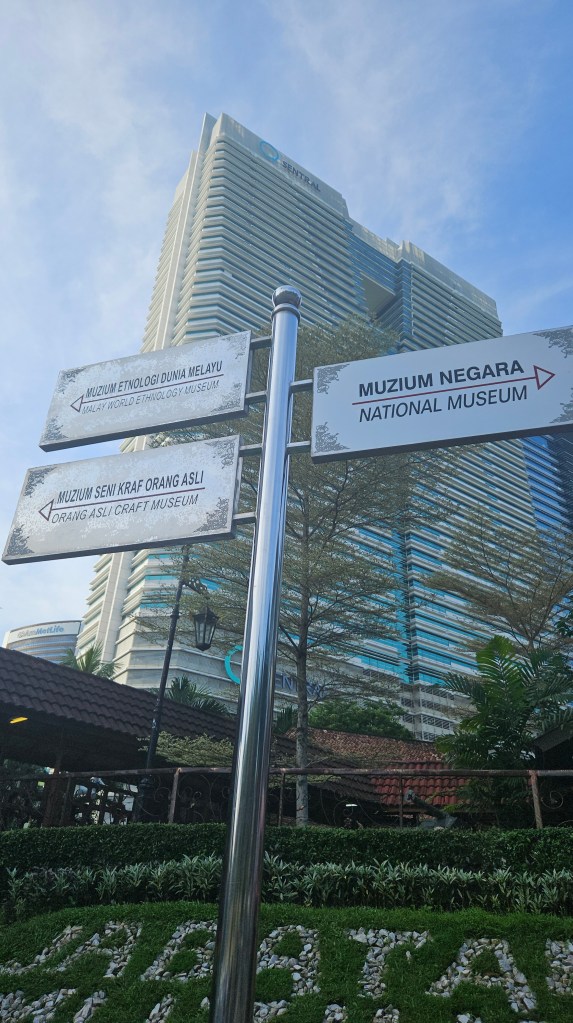 SENTRAL
MUZIUM ETNOLOGI DUNIA MELAYU
MALAY WORLD ETHNOLOGY MUSEUM
MUZIUM NEGARA
NATIONAL MUSEUM
MUZIUM SENI KRAF ORANG ASLI
ORANG ASLI CRAFT MUSEUM
AmMetLife